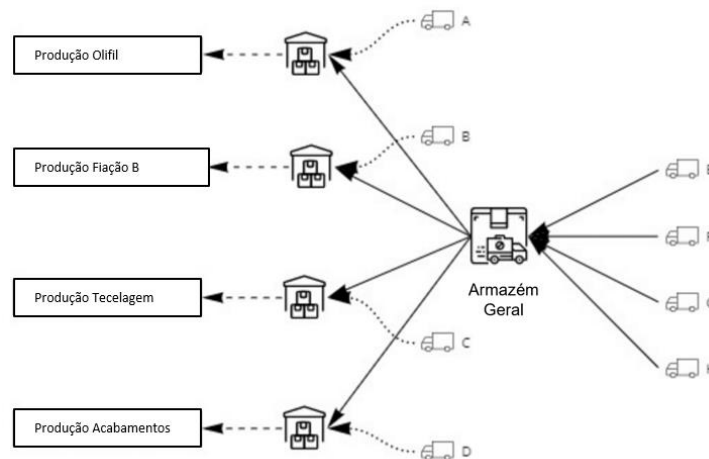 A
Produção Olifil
B
Produção Fiação B
Armazém
Geral
Produção Tecelagem
C
Produção Acabamentos
D